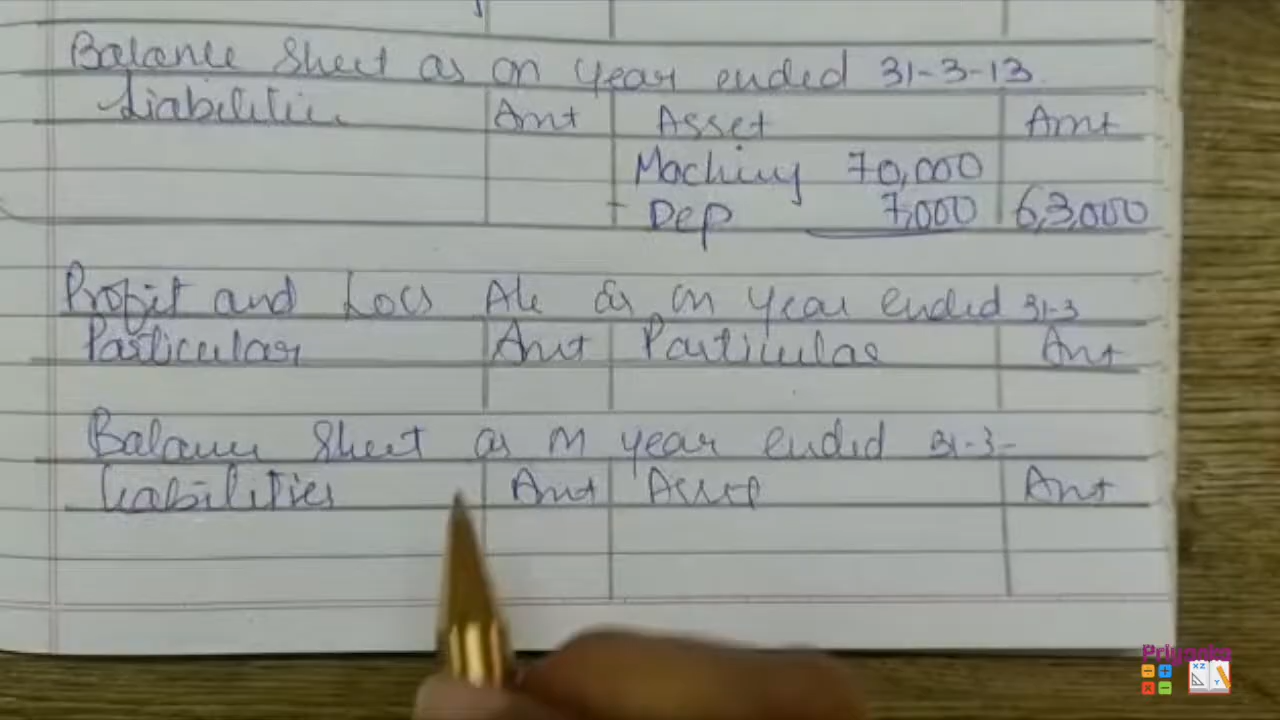 Balance Sheet as on year ended 31-3-13
Liabilities Amt Asset Amt
Machiny 70,000
- Dep 7,000 63,000
Profit and Loss A/c as on year ended 31-3
Particular Amt Particular Amt
Balance Sheet as on year ended 31-3-
Liabilities Amt Asset Amt
Priyanka